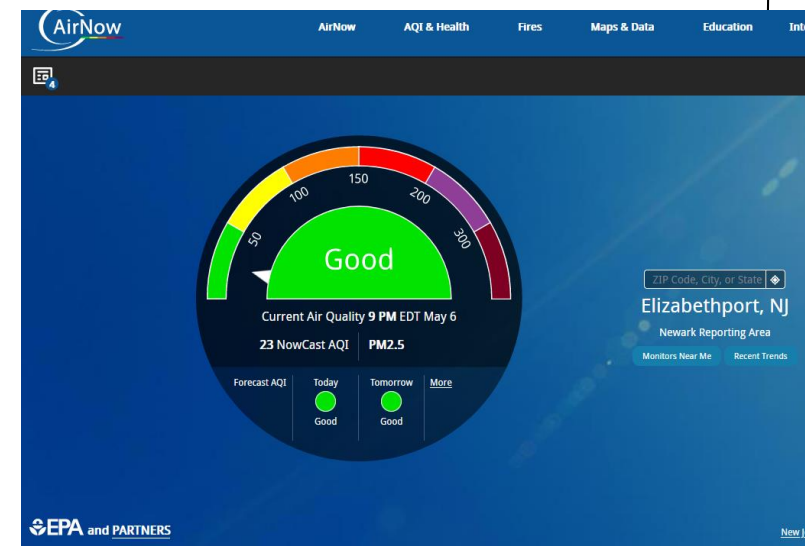 AirNow
AirNow AQI & Health Fires Maps & Data Education
4
50 100 150 200 300
Good
Current Air Quality 9 PM EDT May 6
23 NowCast AQI PM2.5
Forecast AQI Today Tomorrow More
Good Good
ZIP Code, City, or State
Elizabethport, NJ
Newark Reporting Area
Monitors Near Me Recent Trends
EPA and PARTNERS
New